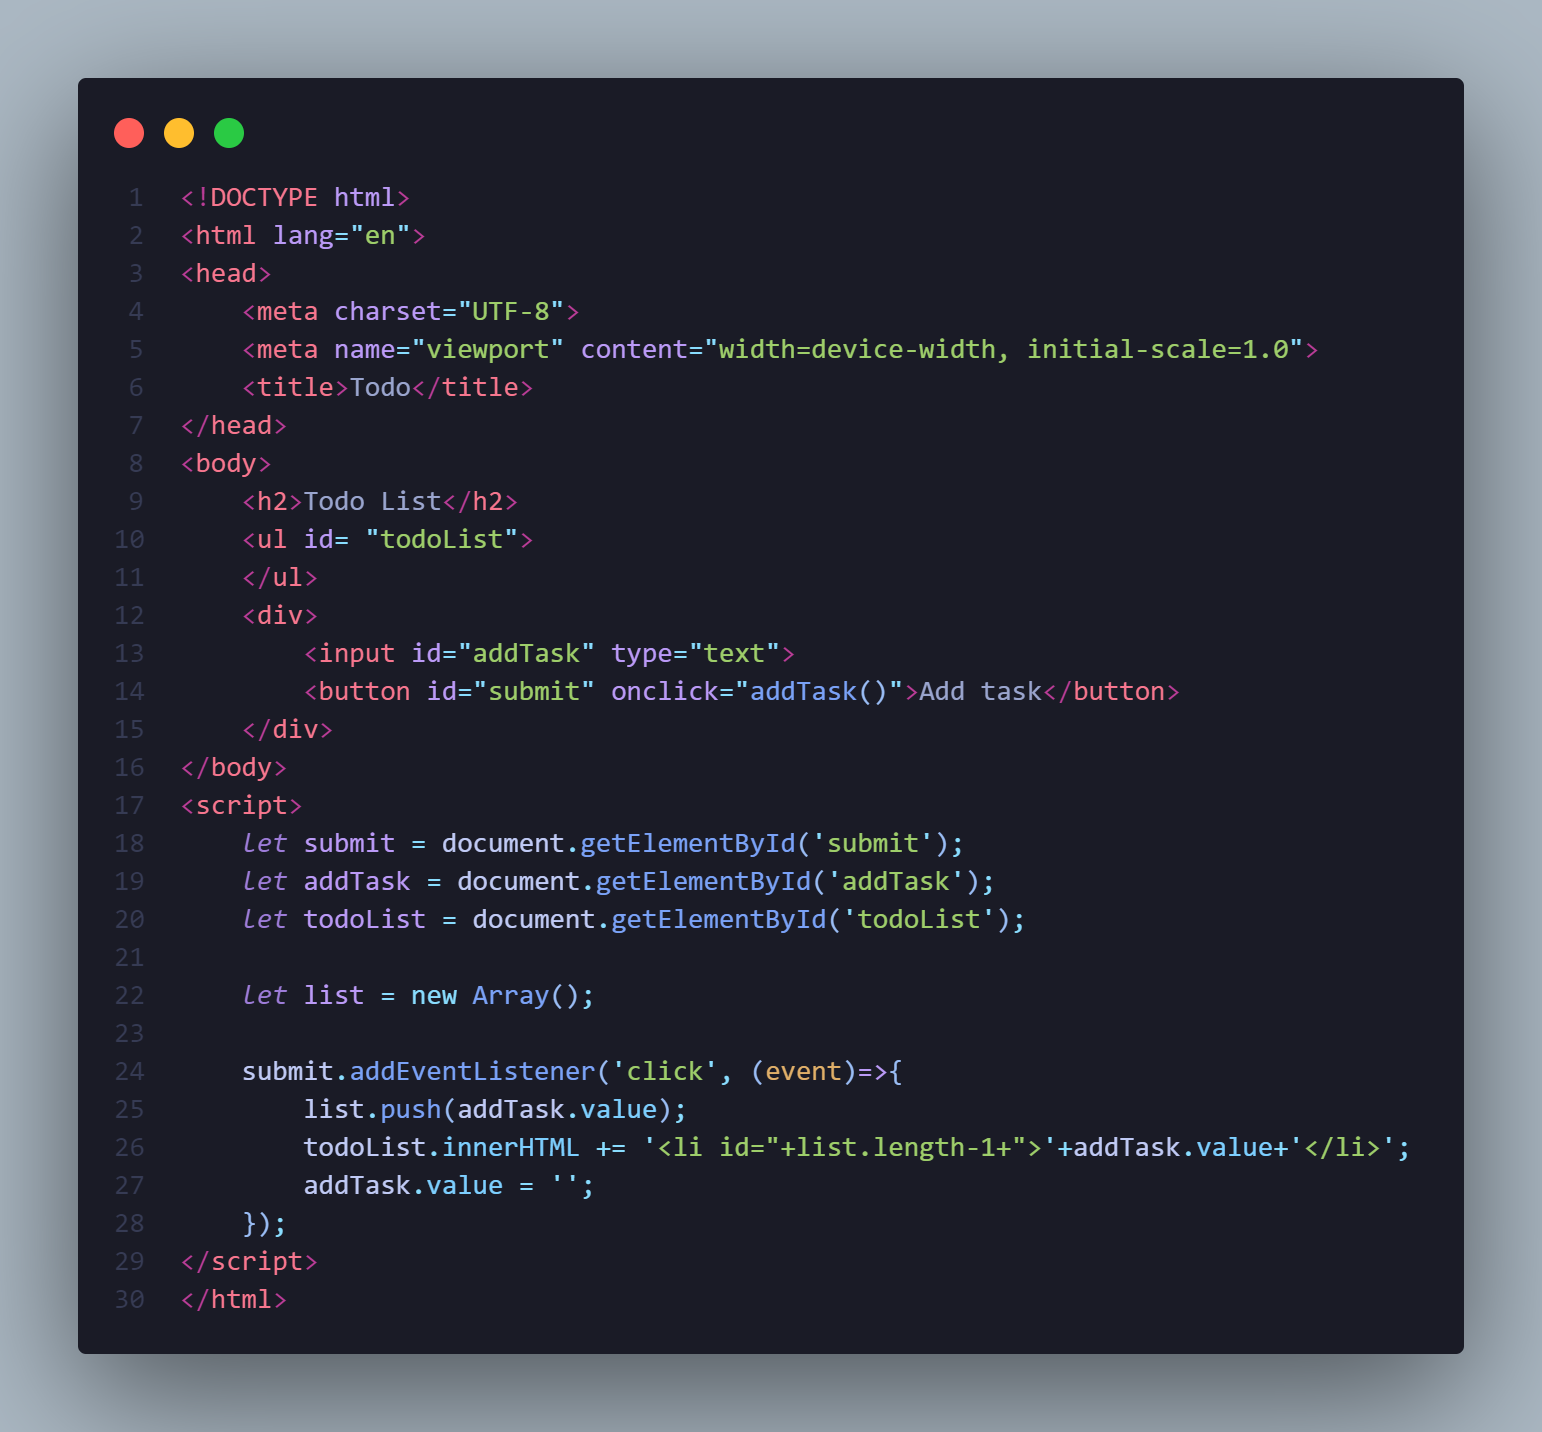 1 <!DOCTYPE html>
2 <html lang="en">
3 <head>
4     <meta charset="UTF-8">
5     <meta name="viewport" content="width=device-width, initial-scale=1.0">
6     <title>Todo</title>
7 </head>
8 <body>
9     <h2>Todo List</h2>
10     <ul id= "todoList">
11     </ul>
12     <div>
13         <input id="addTask" type="text">
14         <button id="submit" onclick="addTask()">Add task</button>
15     </div>
16 </body>
17 <script>
18     let submit = document.getElementById('submit');
19     let addTask = document.getElementById('addTask');
20     let todoList = document.getElementById('todoList');
21
22     let list = new Array();
23
24     submit.addEventListener('click', (event)=>{
25         list.push(addTask.value);
26         todoList.innerHTML += '<li id="+list.length-1+">'+addTask.value+'</li>';
27         addTask.value = '';
28     });
29 </script>
30 </html>